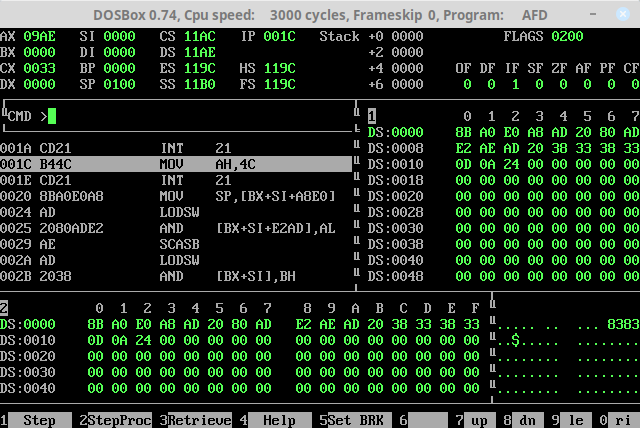 DOSBox 0.74, Cpu speed: 3000 cycles, Frameskip 0, Program: AFD
AX 09AE SI 0000 CS 11AC IP 001C Stack +0 0000 FLAGS 0200
BX 0000 DI 0000 DS 11AE +2 0000
CX 0033 BP 0000 ES 119C HS 119C +4 0000 OF DF IF SF ZF AF PF CF
DX 0000 SP 0100 SS 11B0 FS 119C +6 0000 0 0 1 0 0 0 0 0
CMD > 1 0 1 2 3 4 5 6 7
DS:0000 8B A0 E0 A8 AD 20 80 AD
001A CD21 INT 21 DS:0008 E2 AE AD 20 38 33 38 33
001C B44C MOV AH,4C DS:0010 0D 0A 24 00 00 00 00 00
001E CD21 INT 21 DS:0018 00 00 00 00 00 00 00 00
0020 8BA0E0A8 MOV SP,[BX+SI+A8E0] DS:0020 00 00 00 00 00 00 00 00
0024 AD LODSW DS:0028 00 00 00 00 00 00 00 00
0025 2080ADE2 AND [BX+SI+E2AD],AL DS:0030 00 00 00 00 00 00 00 00
0029 AE SCASB DS:0038 00 00 00 00 00 00 00 00
002A AD LODSW DS:0040 00 00 00 00 00 00 00 00
002B 2038 AND [BX+SI],BH DS:0048 00 00 00 00 00 00 00 00
2 0 1 2 3 4 5 6 7 8 9 A B C D E F
DS:0000 8B A0 E0 A8 AD 20 80 AD E2 AE AD 20 38 33 38 33 ..... .. ... 8383
DS:0010 0D 0A 24 00 00 00 00 00 00 00 00 00 00 00 00 00 ..$..... ........
DS:0020 00 00 00 00 00 00 00 00 00 00 00 00 00 00 00 00 ........ ........
DS:0030 00 00 00 00 00 00 00 00 00 00 00 00 00 00 00 00 ........ ........
DS:0040 00 00 00 00 00 00 00 00 00 00 00 00 00 00 00 00 ........ ........
1 Step 2 StepProc 3 Retrieve 4 Help 5 Set BRK 6 7 up 8 dn 9 le 0 ri